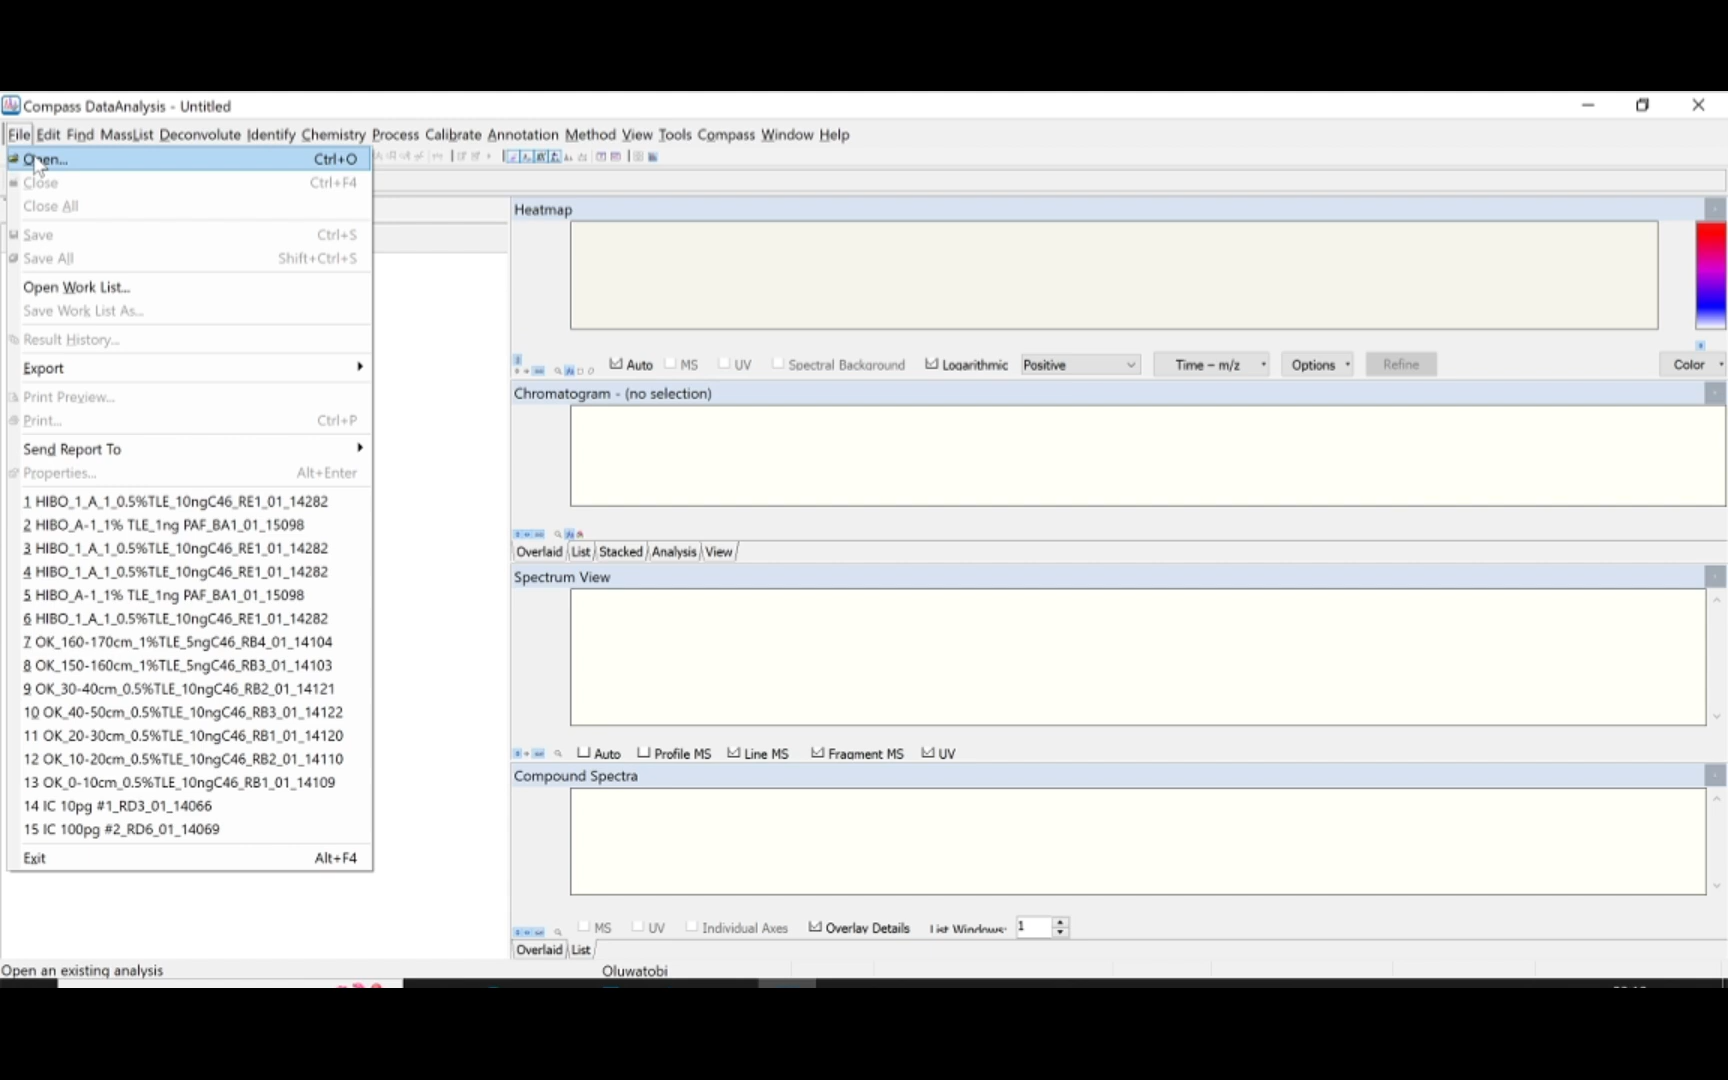 Compass DataAnalysis - Untitled
File Edit Find MassList Deconvolute Identify Chemistry Process Calibrate Annotation Method View Tools Compass Window Help
Open... Ctrl+O
Close Ctrl+F4
Close All
Save Ctrl+S
Save All Shift+Ctrl+S
Open Work List...
Save Work List As...
Result History...
Export
Print Preview...
Print... Ctrl+P
Send Report To
Properties... Alt+Enter
1 HIBO_1_A_1_0.5%TLE_10ngC46_RE1_01_14282
2 HIBO_A-1_1% TLE_1ng PAF_BA1_01_15098
3 HIBO_1_A_1_0.5%TLE_10ngC46_RE1_01_14282
4 HIBO_1_A_1_0.5%TLE_10ngC46_RE1_01_14282
5 HIBO_A-1_1% TLE_1ng PAF_BA1_01_15098
6 HIBO_1_A_1_0.5%TLE_10ngC46_RE1_01_14282
7 OK_160-170cm_1%TLE_5ngC46_RB4_01_14104
8 OK_150-160cm_1%TLE_5ngC46_RB3_01_14103
9 OK_30-40cm_0.5%TLE_10ngC46_RB2_01_14121
10 OK_40-50cm_0.5%TLE_10ngC46_RB3_01_14122
11 OK_20-30cm_0.5%TLE_10ngC46_RB1_01_14120
12 OK_10-20cm_0.5%TLE_10ngC46_RB2_01_14110
13 OK_0-10cm_0.5%TLE_10ngC46_RB1_01_14109
14 IC 10pg #1_RD3_01_14066
15 IC 100pg #2_RD6_01_14069
Exit Alt+F4
Heatmap
Auto MS UV Spectral Background Logarithmic Positive Time – m/z Options Refine Color
Chromatogram - (no selection)
Overlaid List Stacked Analysis View
Spectrum View
Auto Profile MS Line MS Fragment MS UV
Compound Spectra
MS UV Individual Axes Overlay Details List Windows: 1
Overlaid List
Open an existing analysis Oluwatobi